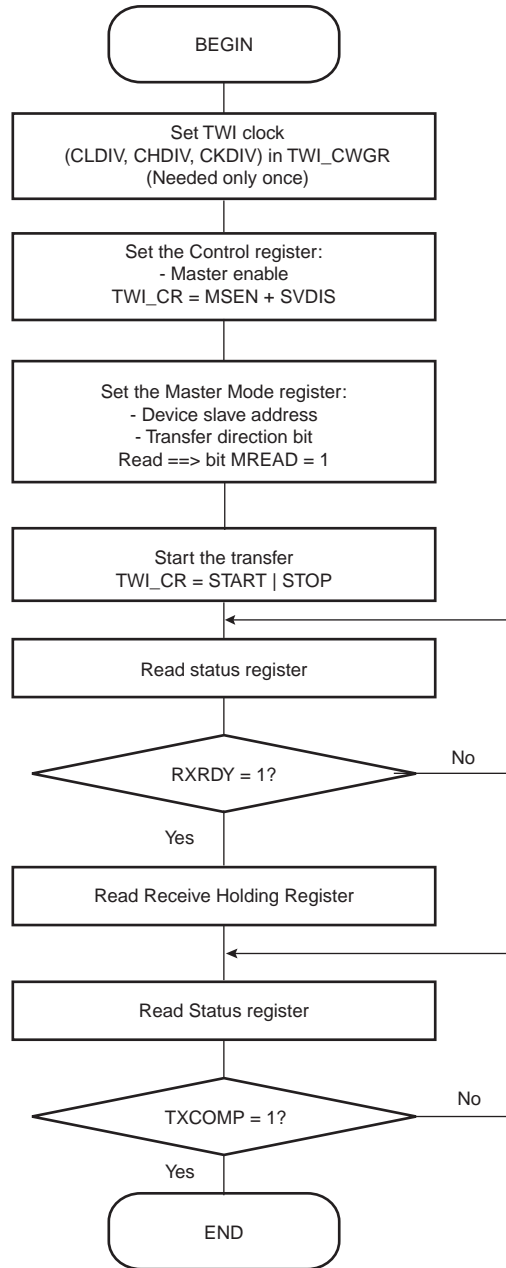 BEGIN
Set TWI clock
(CLDIV, CHDIV, CKDIV) in TWI_CWGR
(Needed only once)
Set the Control register:
- Master enable
TWI_CR = MSEN + SVDIS
Set the Master Mode register:
- Device slave address
- Transfer direction bit
Read ==> bit MREAD = 1
Start the transfer
TWI_CR = START | STOP
Read status register
RXRDY = 1?
No
Yes
Read Receive Holding Register
Read Status register
TXCOMP = 1?
No
Yes
END